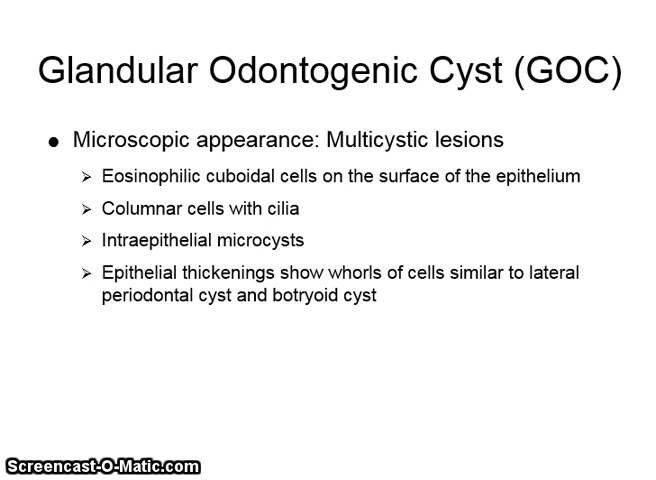 Glandular Odontogenic Cyst (GOC)
● Microscopic appearance: Multicystic lesions
➢ Eosinophilic cuboidal cells on the surface of the epithelium
➢ Columnar cells with cilia
➢ Intraepithelial microcysts
➢ Epithelial thickenings show whorls of cells similar to lateral
periodontal cyst and botryoid cyst
Screencast-O-Matic.com